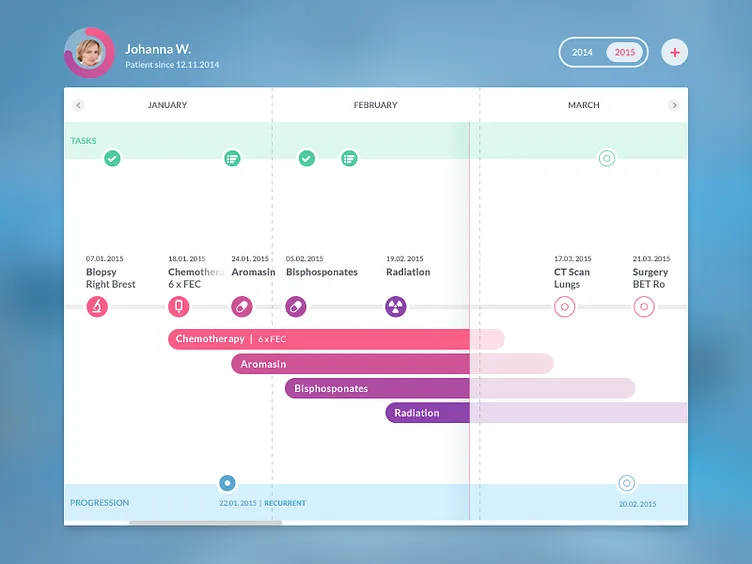 Johanna W.
Patient since 12.11.2014
2014
2015
JANUARY
FEBRUARY
MARCH
TASKS
07.01. 2015
Biopsy
Right Brest
18.01. 2015
Chemothera
6 x FEC
24.01. 2015
Aromasin
05.02. 2015
Bisphosponates
19.02. 2015
Radiation
17.03. 2015
CT Scan
Lungs
21.03. 2015
Surgery
BET Ro
Chemotherapy | 6 x FEC
Aromasin
Bisphosponates
Radiation
PROGRESSION
22.01. 2015 | RECURRENT
20.02. 2015